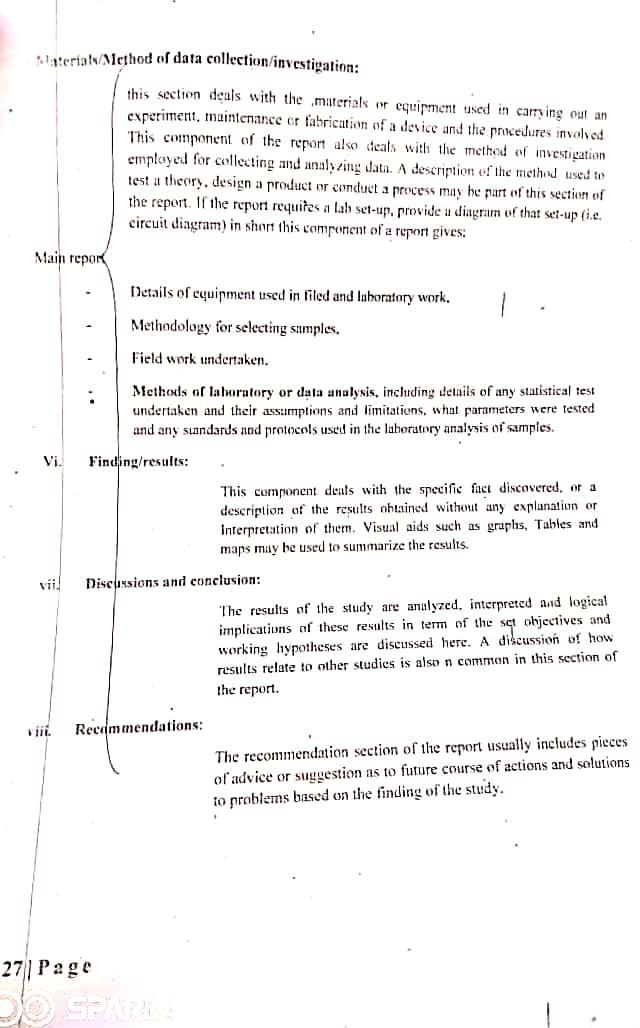 Materials/Method of data collection/investigation:
this section deals with the ,materials or equipment used in carrying out an
experiment, maintenance or fabrication of a device and the procedures involved
This component of the report also deals with the method of investigation
employed for collecting and analyzing data. A description of the method used to
test a theory, design a product or conduct a process may be part of this section of
the report. If the report requires a lab set-up, provide a diagram of that set-up (i.e.
circuit diagram) in short this component of a report gives:
Main report
- Details of equipment used in filed and laboratory work.
- Methodology for selecting samples.
- Field work undertaken.
- Methods of laboratory or data analysis, including details of any statistical test
undertaken and their assumptions and limitations, what parameters were tested
and any standards and protocols used in the laboratory analysis of samples.
Vi. Finding/results:
This component deals with the specific fact discovered, or a
description of the results obtained without any explanation or
Interpretation of them. Visual aids such as graphs, Tables and
maps may be used to summarize the results.
vii. Discussions and conclusion:
The results of the study are analyzed, interpreted and logical
implications of these results in term of the set objectives and
working hypotheses are discussed here. A discussion of how
results relate to other studies is also n common in this section of
the report.
viii. Recommendations:
The recommendation section of the report usually includes pieces
of advice or suggestion as to future course of actions and solutions
to problems based on the finding of the study.
27 | Page
SPARK